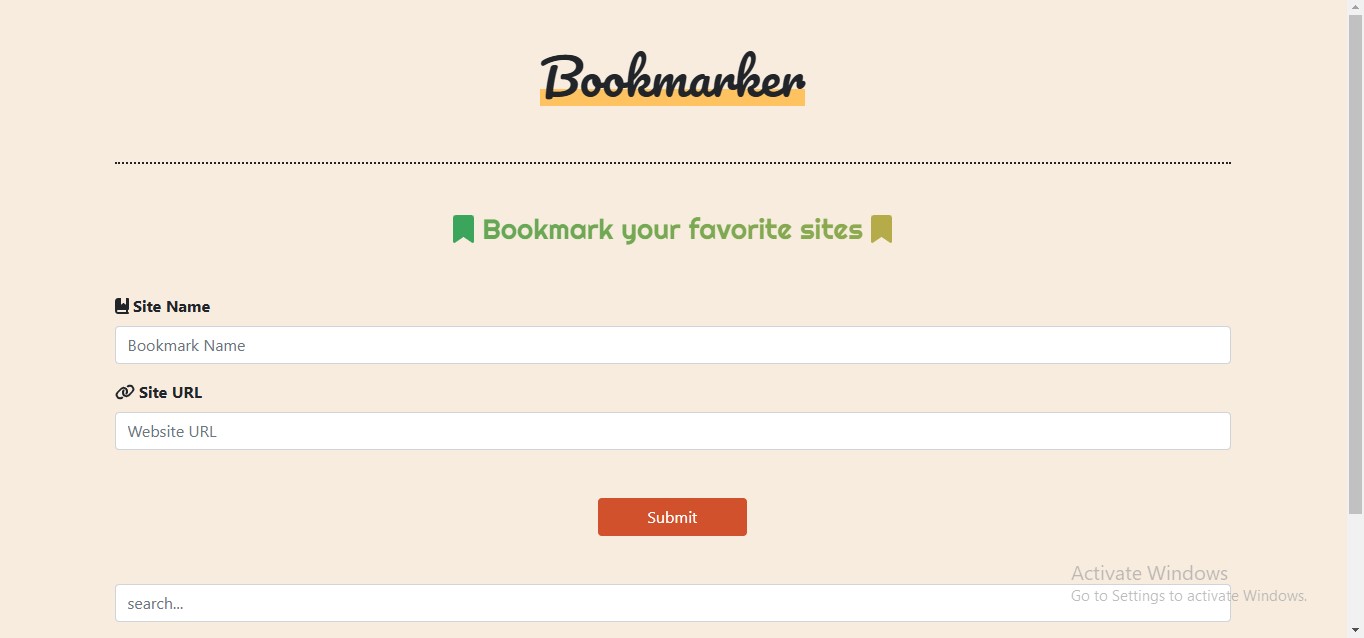 Bookmarker
Bookmark your favorite sites
Site Name
Bookmark Name
Site URL
Website URL
Submit
Activate Windows
Go to Settings to activate Windows.
search...